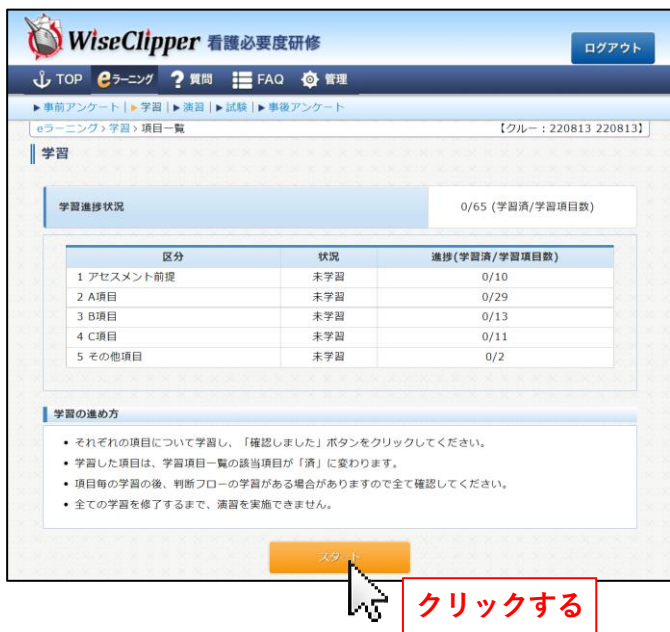 WiseClipper 看護必要度研修
ログアウト
TOP eラーニング ? 質問 FAQ 管理
▶事前アンケート|▶学習|▶演習|▶試験|▶事後アンケート
eラーニング›学習›項目一覧 【クルー：220813 220813】
学習
学習進捗状況 0/65 (学習済/学習項目数)
区分 状況 進捗(学習済/学習項目数)
1 アセスメント前提 未学習 0/10
2 A項目 未学習 0/29
3 B項目 未学習 0/13
4 C項目 未学習 0/11
5 その他項目 未学習 0/2
学習の進め方
• それぞれの項目について学習し、「確認しました」ボタンをクリックしてください。
• 学習した項目は、学習項目一覧の該当項目が「済」に変わります。
• 項目毎の学習の後、判断フローの学習がある場合がありますので全て確認してください。
• 全ての学習を修了するまで、演習を実施できません。
スタート
クリックする